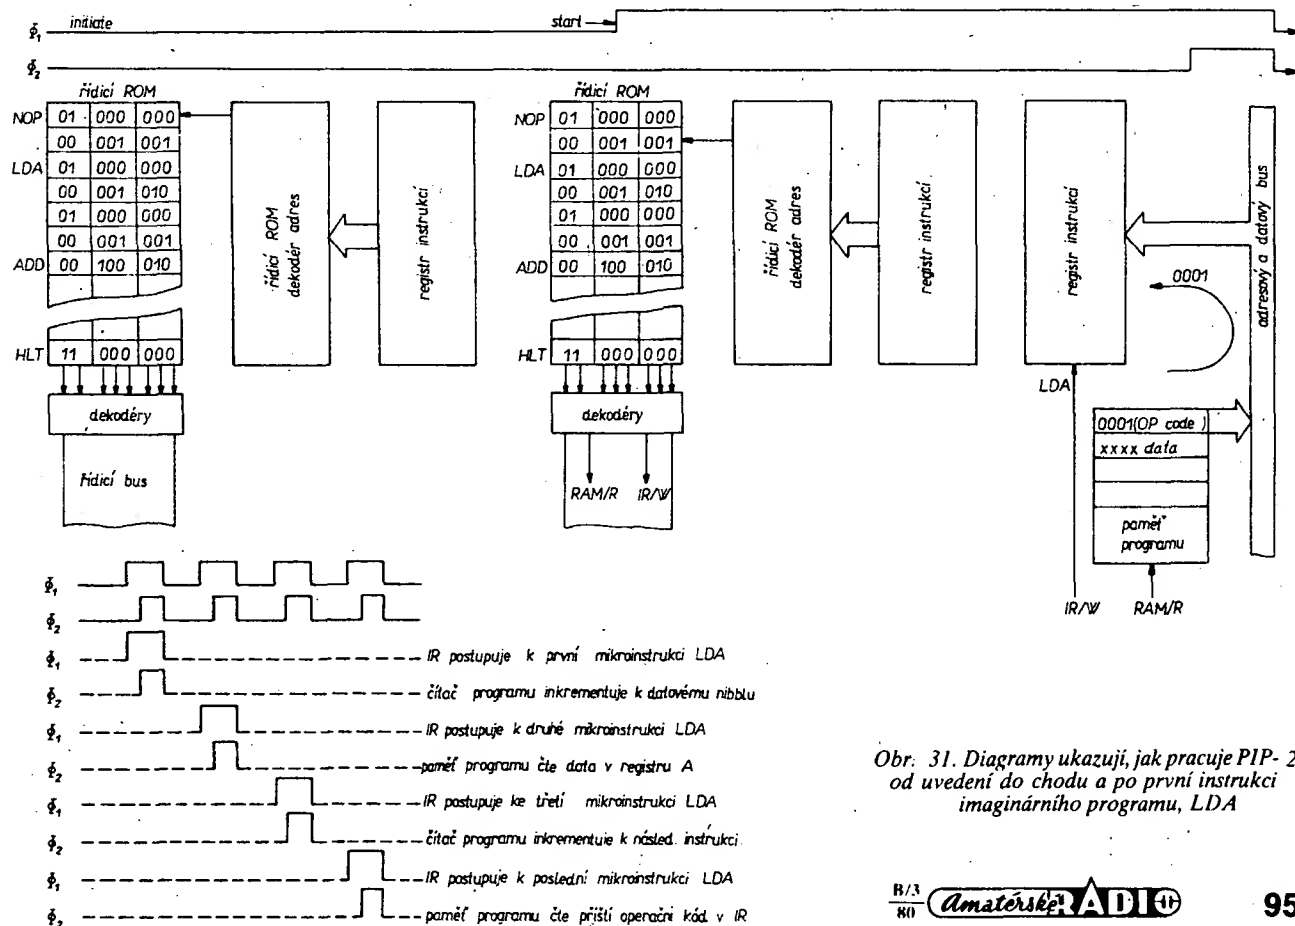 Φ1 initiate start
Φ2
řídicí ROM
NOP 01 000 000
00 001 001
LDA 01 000 000
00 001 010
01 000 000
00 001 001
ADD 00 100 010
HLT 11 000 000
dekodéry
řídicí bus
řídicí ROM
dekodér adres
registr instrukcí
řídicí ROM
NOP 01 000 000
00 001 001
LDA 01 000 000
00 001 010
01 000 000
00 001 001
ADD 00 100 010
HLT 11 000 000
dekodéry
RAM/R IR/W
řídicí ROM
dekodér adres
registr instrukcí
registr instrukcí
LDA
0001
adresový a datový bus
0001(OP code)
xxxx data
paměť
programu
IR/W RAM/R
Φ1
Φ2
Φ1 IR postupuje k první mikroinstrukci LDA
Φ2 čítač programu inkrementuje k datovému nibblu
Φ1 IR postupuje k druhé mikroinstrukci LDA
Φ2 paměť programu čte data v registru A
Φ1 IR postupuje ke třetí mikroinstrukci LDA
Φ2 čítač programu inkrementuje k násled. instrukci
Φ1 IR postupuje k poslední mikroinstrukci LDA
Φ2 paměť programu čte příští operační kód v IR
Obr. 31. Diagramy ukazují, jak pracuje PIP-2
od uvedení do chodu a po první instrukci
imaginárního programu, LDA
B/3
80 Amatérské RADIO 95